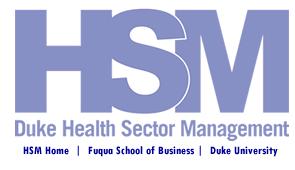 HSM
Duke Health Sector Management
HSM Home | Fuqua School of Business | Duke University